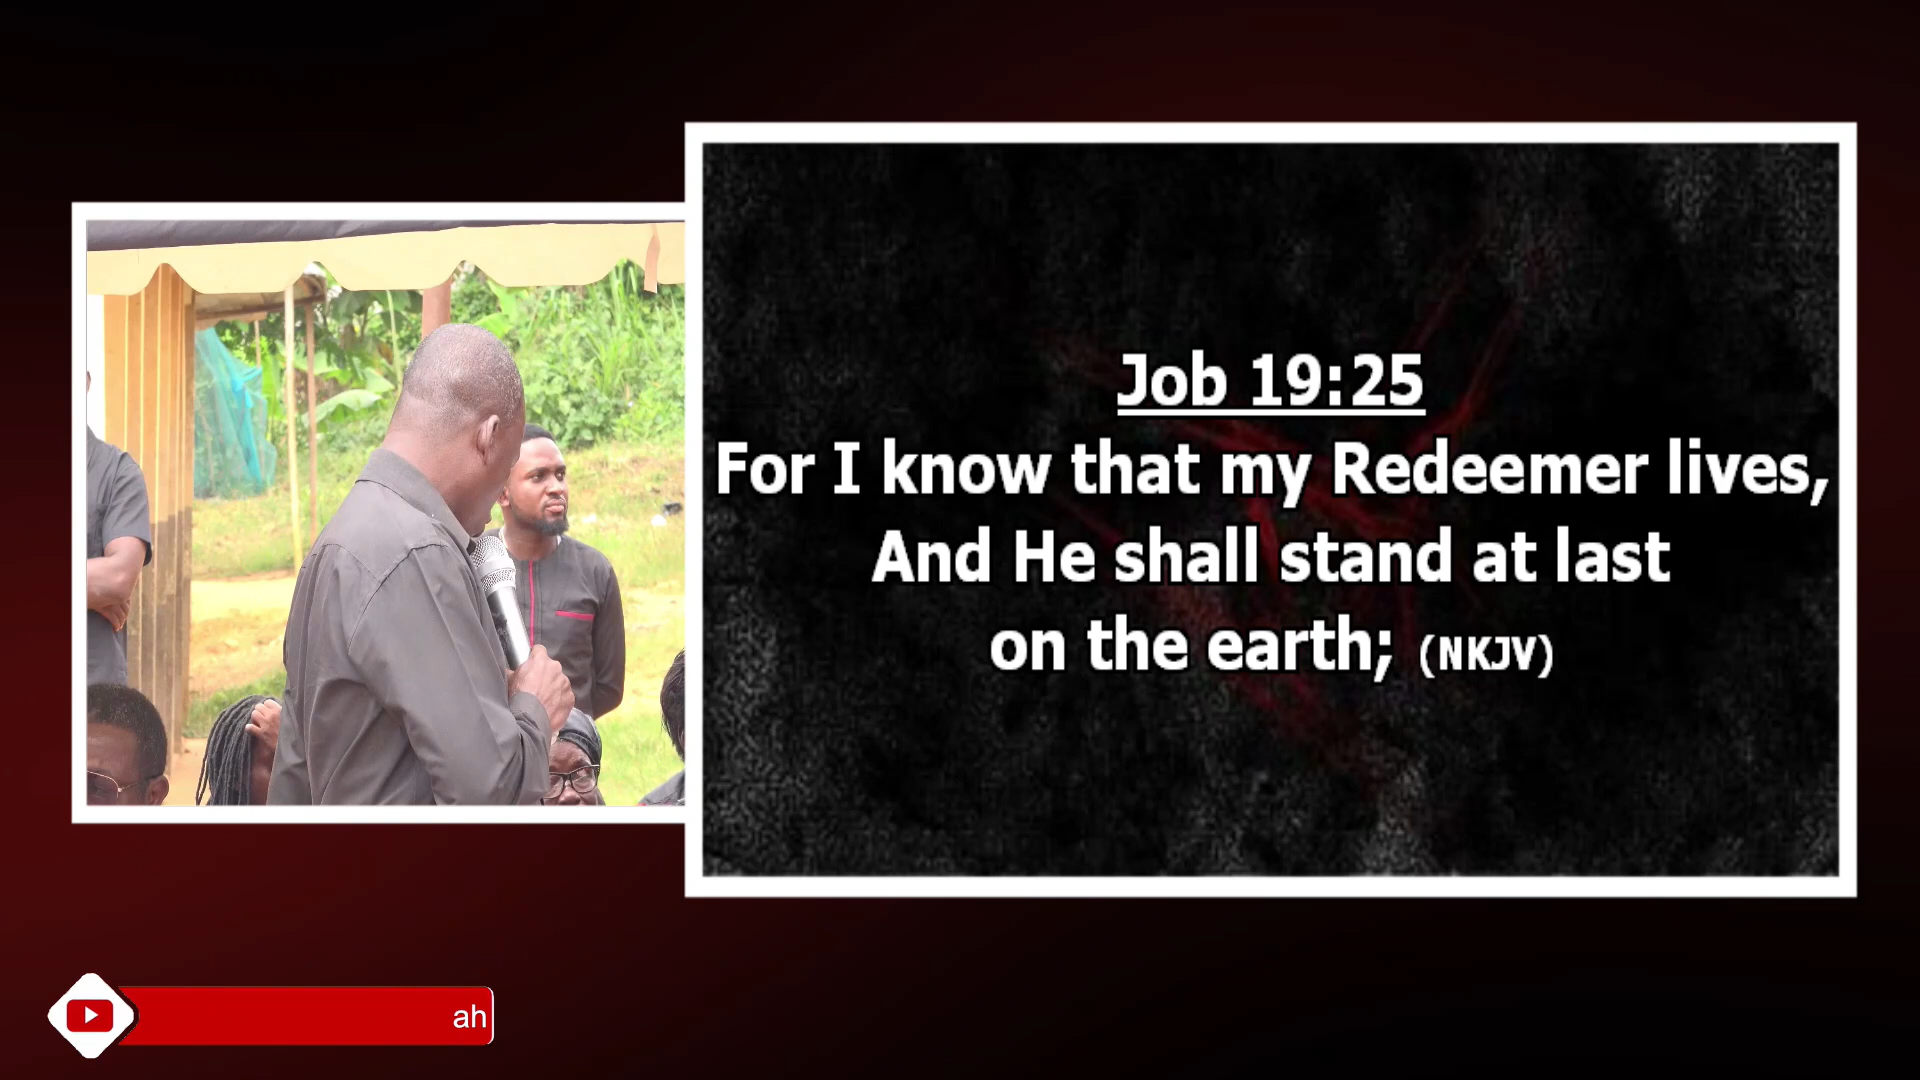 Job 19:25
For I know that my Redeemer lives,
And He shall stand at last
on the earth; (NKJV)
ah